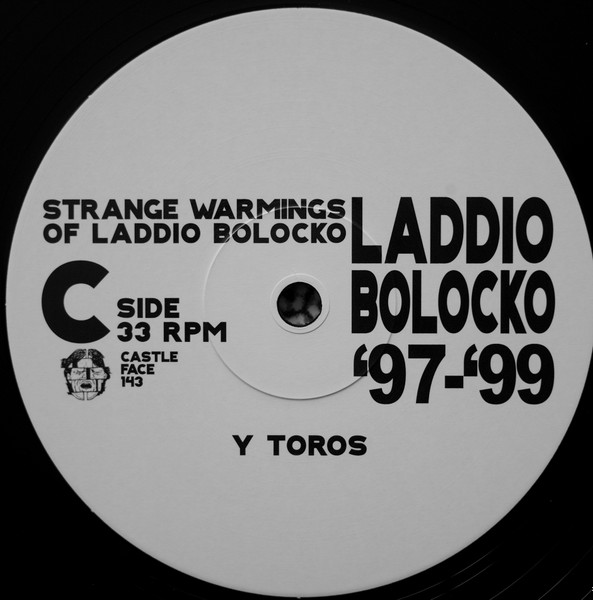 STRANGE WARMINGS
OF LADDIO BOLOCKO
LADDIO
BOLOCKO
'97-'99
C SIDE
33 RPM
CASTLE
FACE
143
Y TOROS